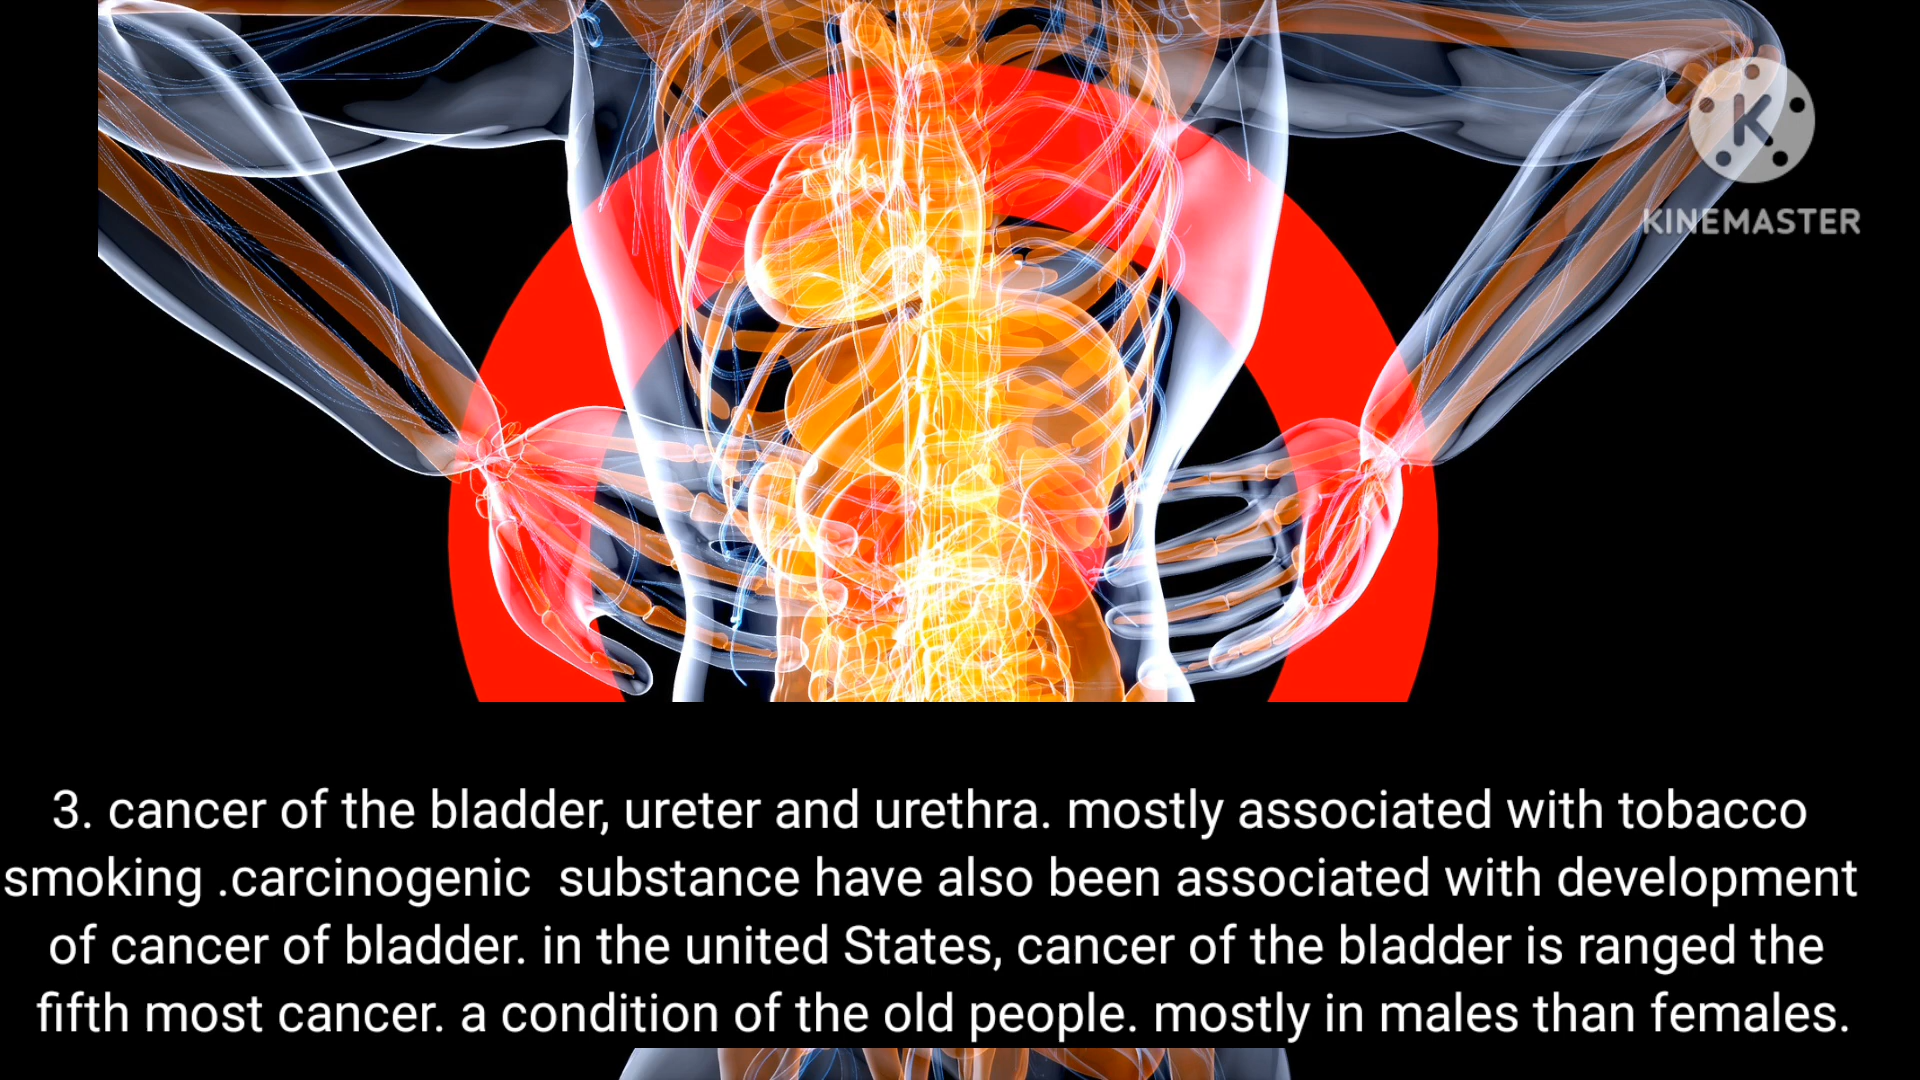 K
KINEMASTER
3. cancer of the bladder, ureter and urethra. mostly associated with tobacco
smoking .carcinogenic  substance have also been associated with development
of cancer of bladder. in the united States, cancer of the bladder is ranged the
fifth most cancer. a condition of the old people. mostly in males than females.